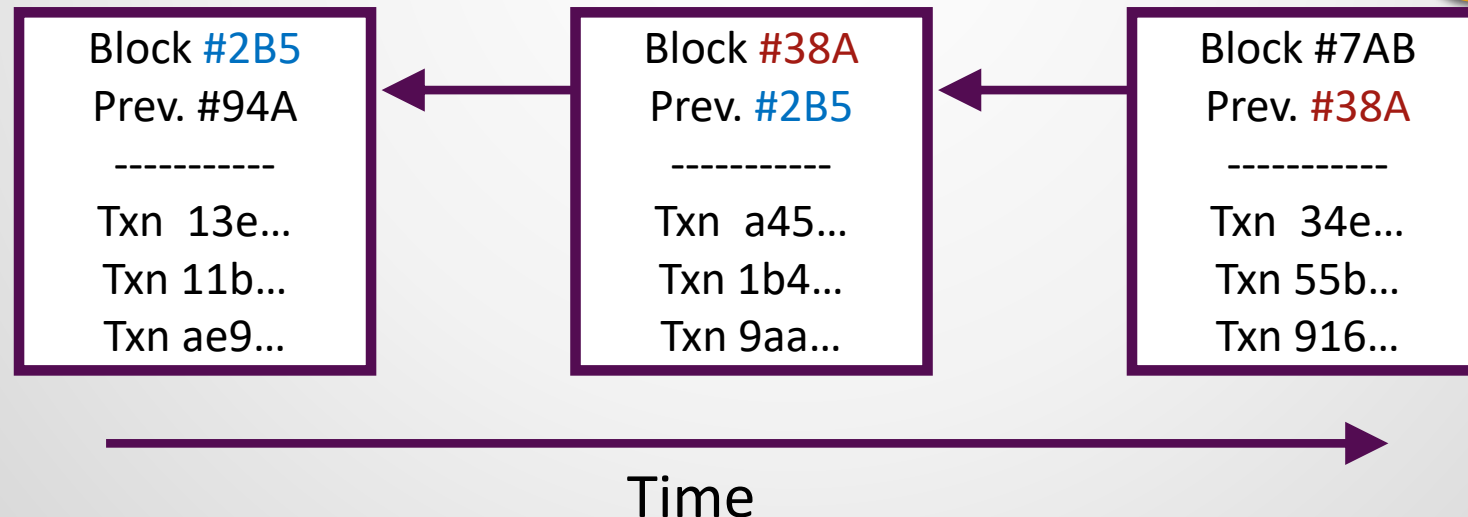 Block #2B5
Prev. #94A
-----------
Txn 13e…
Txn 11b…
Txn ae9…
Block #38A
Prev. #2B5
-----------
Txn a45…
Txn 1b4…
Txn 9aa…
Block #7AB
Prev. #38A
-----------
Txn 34e…
Txn 55b…
Txn 916…
Time